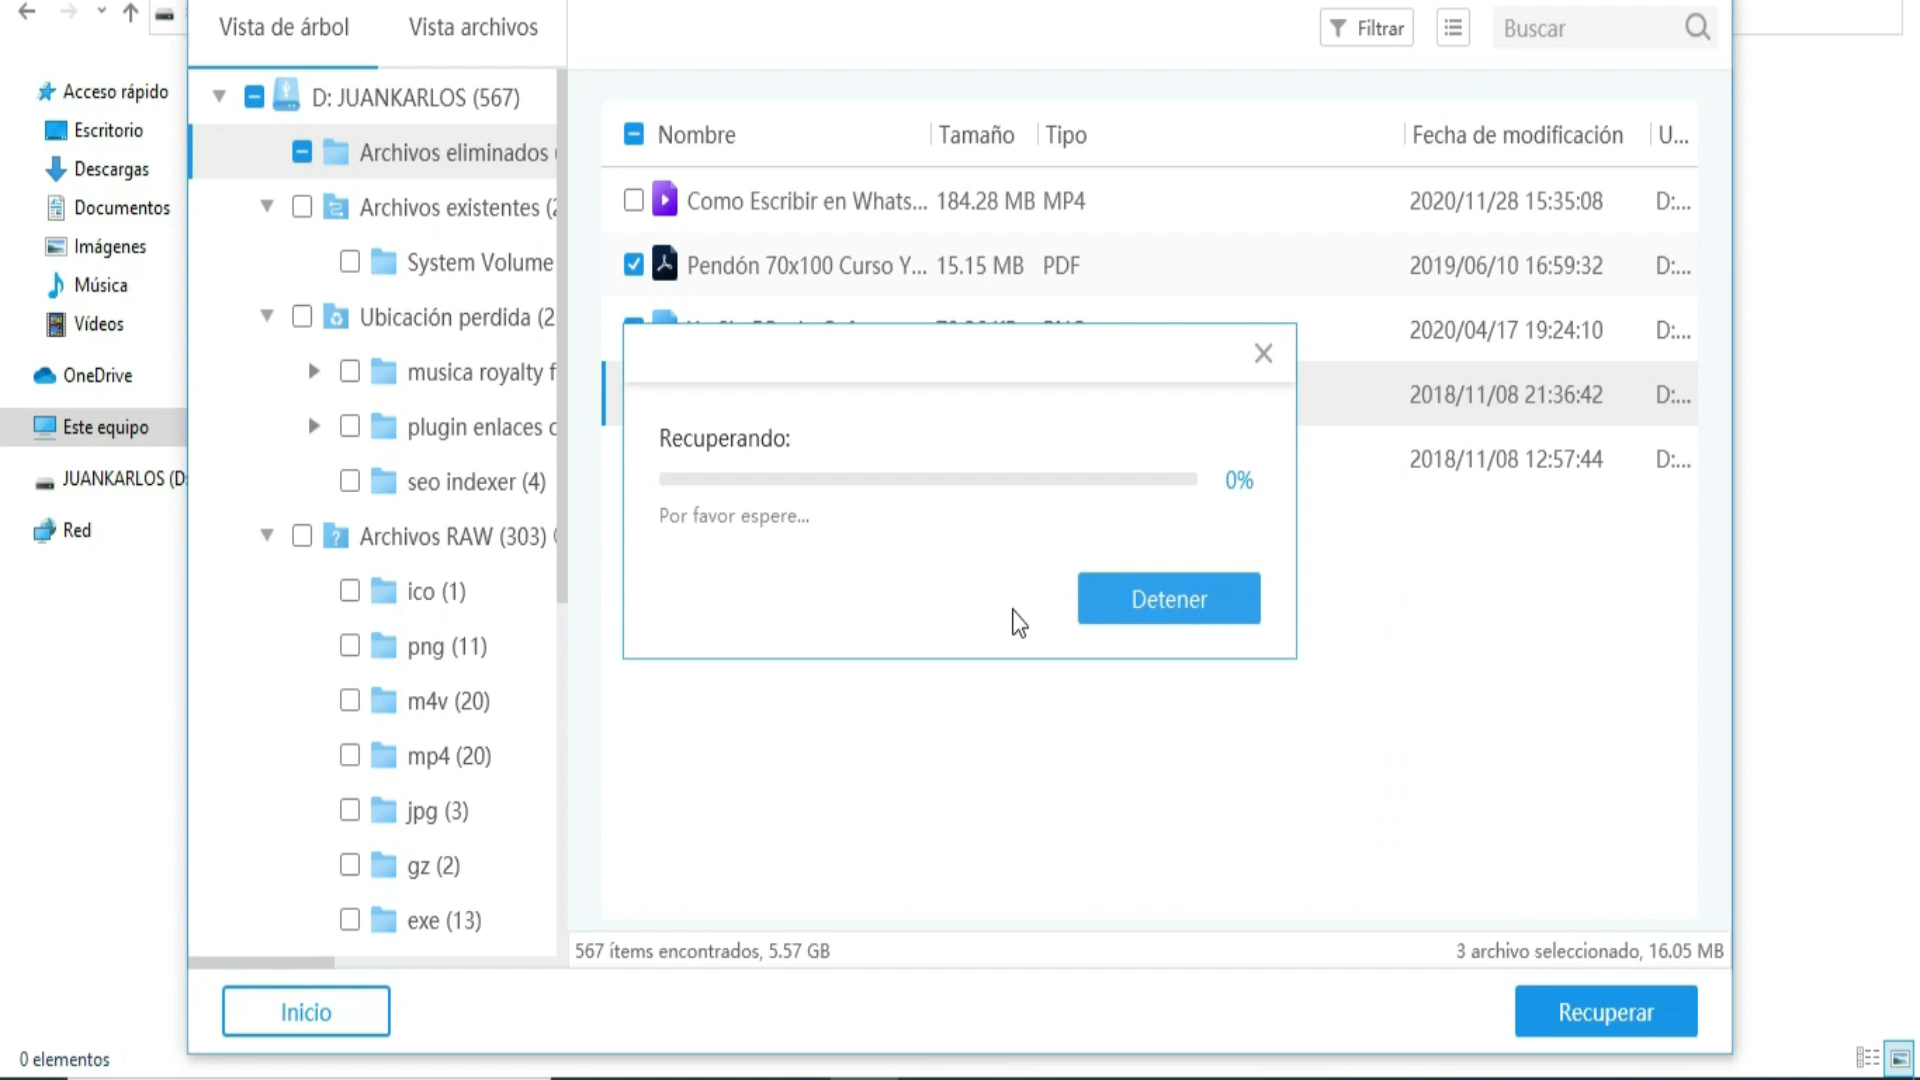 Vista de árbol
Vista archivos
Filtrar
Buscar
Acceso rápido
Escritorio
Descargas
Documentos
Imágenes
Música
Vídeos
OneDrive
Este equipo
JUANKARLOS (D:
Red
D: JUANKARLOS (567)
Archivos eliminados
Archivos existentes (2
System Volume
Ubicación perdida (2
musica royalty f
plugin enlaces c
seo indexer (4)
Archivos RAW (303)
ico (1)
png (11)
m4v (20)
mp4 (20)
jpg (3)
gz (2)
exe (13)
Nombre Tamaño Tipo Fecha de modificación U...
Como Escribir en Whats... 184.28 MB MP4 2020/11/28 15:35:08 D:...
Pendón 70x100 Curso Y... 15.15 MB PDF 2019/06/10 16:59:32 D:...
2020/04/17 19:24:10 D:...
2018/11/08 21:36:42 D:...
2018/11/08 12:57:44 D:...
Recuperando:
0%
Por favor espere...
Detener
567 ítems encontrados, 5.57 GB
3 archivo seleccionado, 16.05 MB
Inicio
Recuperar
0 elementos